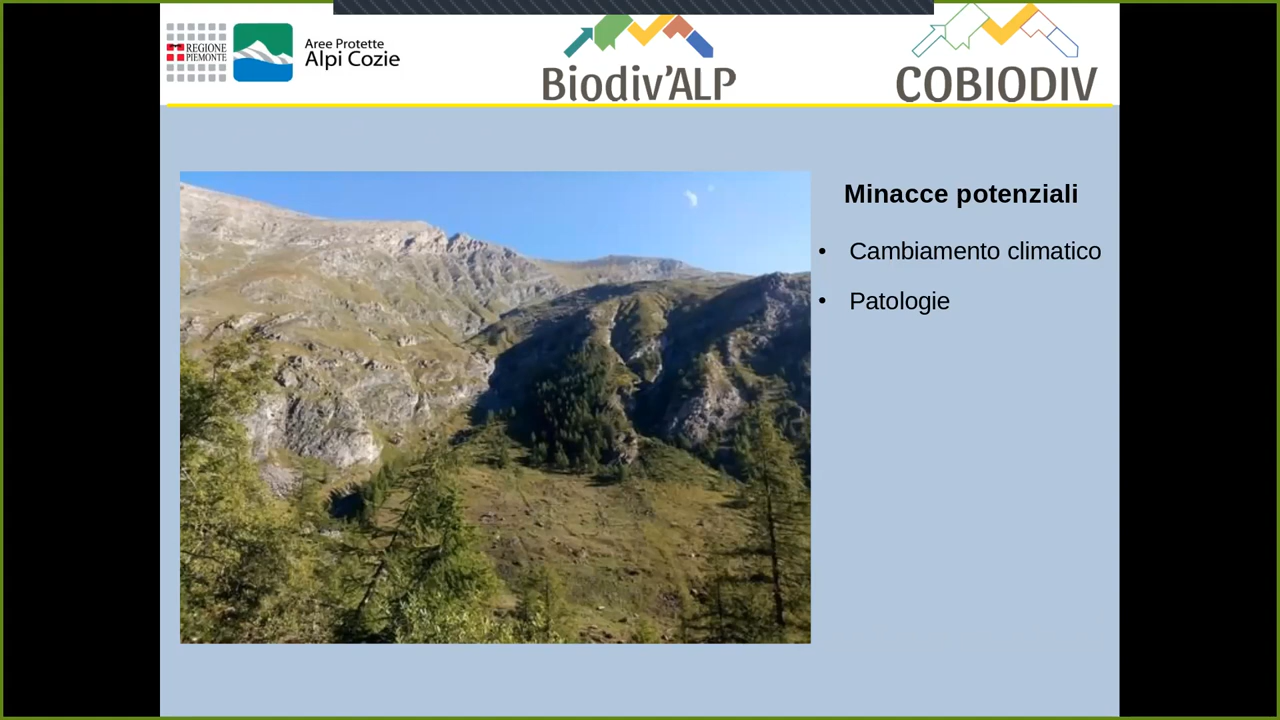 REGIONE
PIEMONTE
Aree Protette
Alpi Cozie
Biodiv'ALP
COBIODIV
Minacce potenziali
• Cambiamento climatico
• Patologie